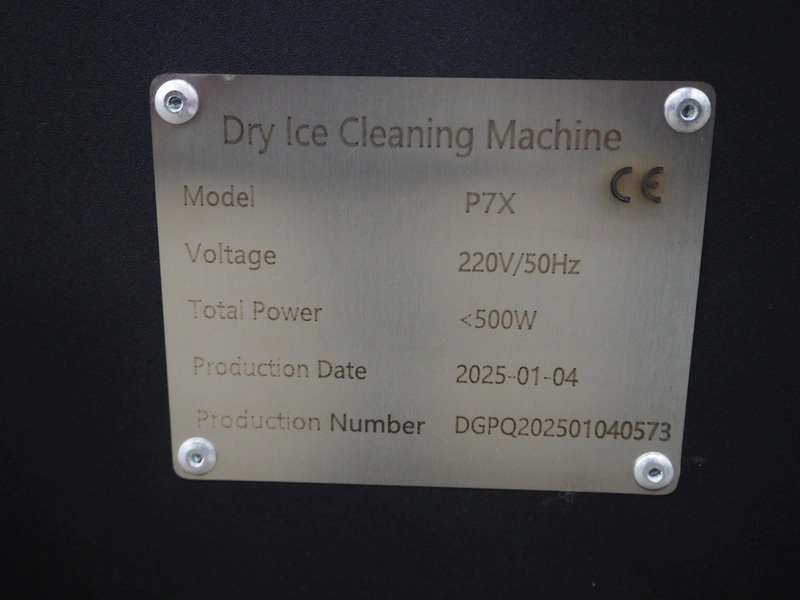 Dry Ice Cleaning Machine
CE
Model P7X
Voltage 220V/50Hz
Total Power <500W
Production Date 2025-01-04
Production Number DGPQ202501040573